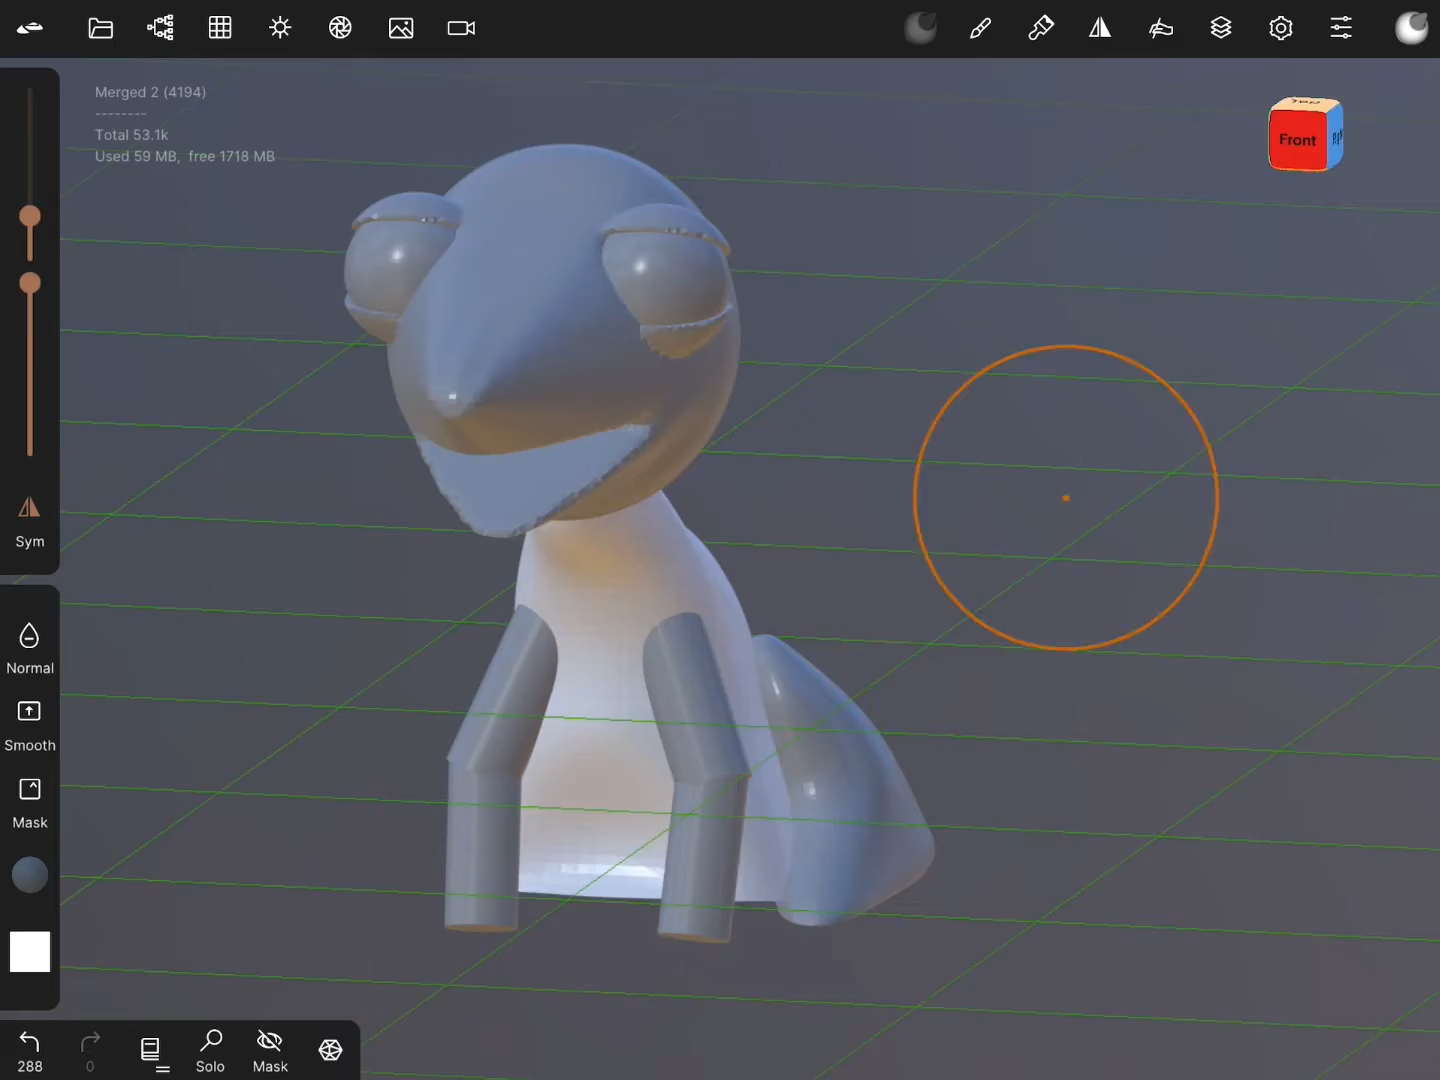 Merged 2 (4194)
--------
Total 53.1k
Used 59 MB, free 1718 MB
Front
Sym
Normal
Smooth
Mask
288
0
Solo
Mask